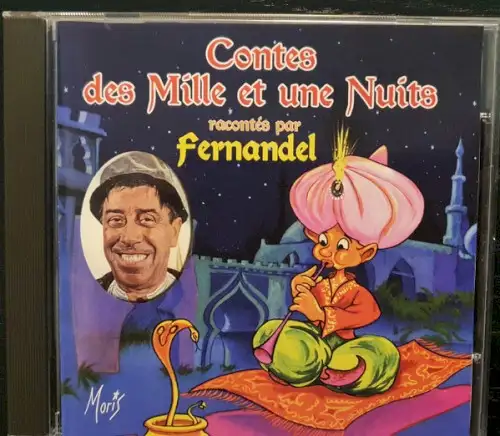 Contes
des Mille et une Nuits
racontés par
Fernandel
Moris